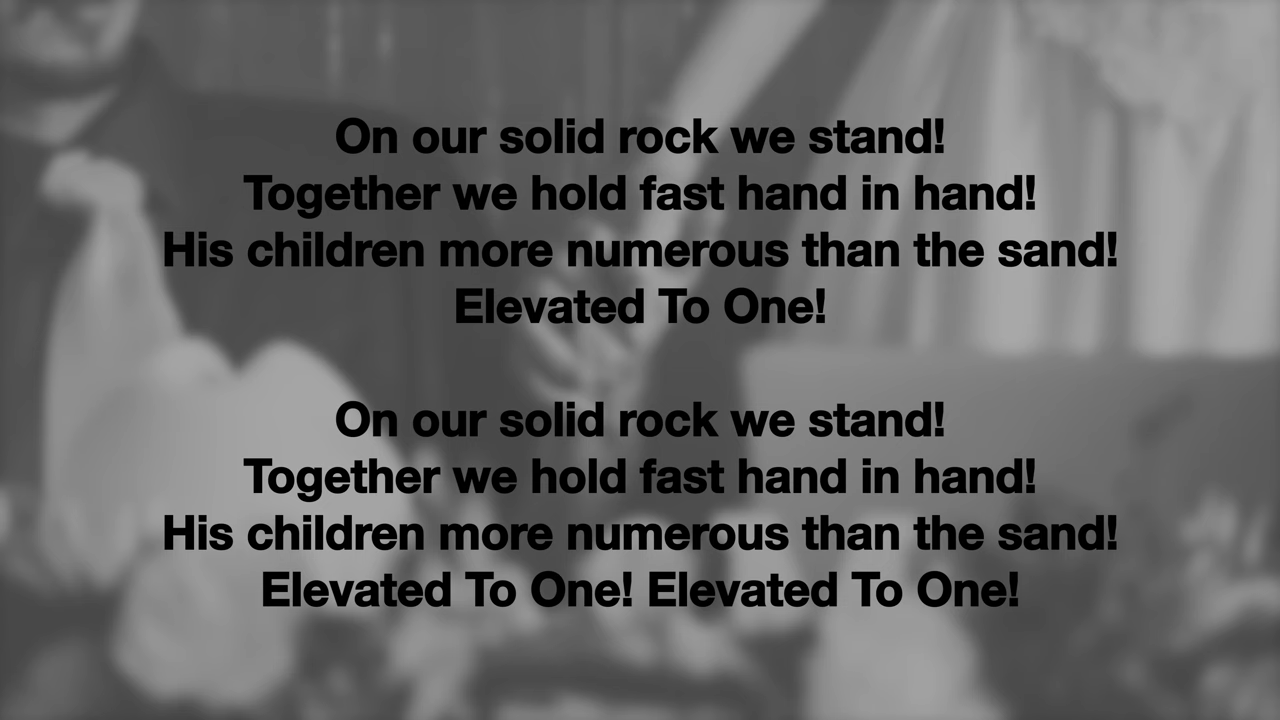 On our solid rock we stand!
Together we hold fast hand in hand!
His children more numerous than the sand!
Elevated To One!
On our solid rock we stand!
Together we hold fast hand in hand!
His children more numerous than the sand!
Elevated To One! Elevated To One!